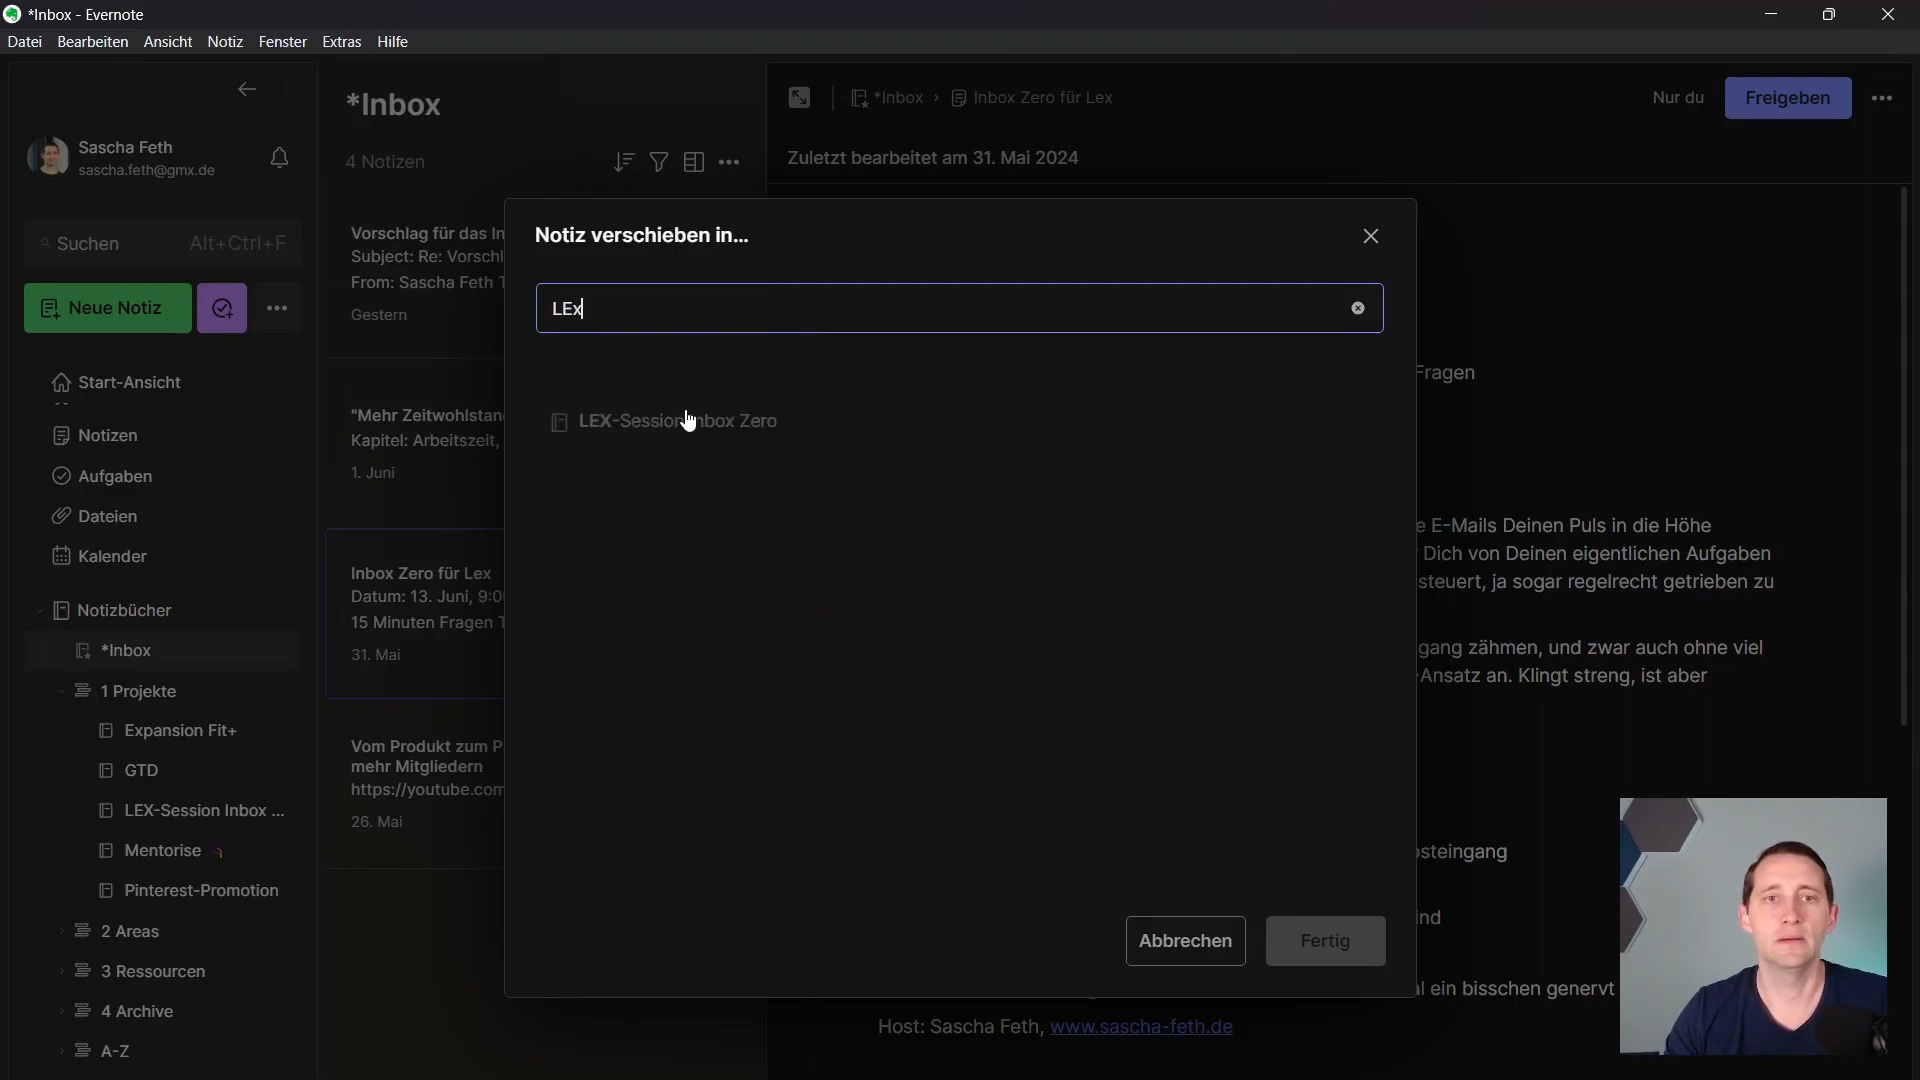 *Inbox - Evernote
Datei Bearbeiten Ansicht Notiz Fenster Extras Hilfe
Sascha Feth
sascha.feth@gmx.de
Suchen Alt+Ctrl+F
Neue Notiz
Start-Ansicht
Notizen
Aufgaben
Dateien
Kalender
Notizbücher
*Inbox
1 Projekte
Expansion Fit+
GTD
LEX-Session Inbox ...
Mentorise
Pinterest-Promotion
2 Areas
3 Ressourcen
4 Archive
A-Z
*Inbox
4 Notizen
Vorschlag für das In
Subject: Re: Vorschl
From: Sascha Feth T
Gestern
"Mehr Zeitwohlstan
Kapitel: Arbeitszeit,
1. Juni
Inbox Zero für Lex
Datum: 13. Juni, 9:0
15 Minuten Fragen T
31. Mai
Vom Produkt zum P
mehr Mitgliedern
https://youtube.com
26. Mai
*Inbox › Inbox Zero für Lex
Nur du
Freigeben
Zuletzt bearbeitet am 31. Mai 2024
Notiz verschieben in...
LEx
LEX-Session Inbox Zero
Abbrechen
Fertig
Fragen
e E-Mails Deinen Puls in die Höhe
Dich von Deinen eigentlichen Aufgaben
steuert, ja sogar regelrecht getrieben zu
gang zähmen, und zwar auch ohne viel
-Ansatz an. Klingt streng, ist aber
osteingang
ind
al ein bisschen genervt
Host: Sascha Feth, www.sascha-feth.de